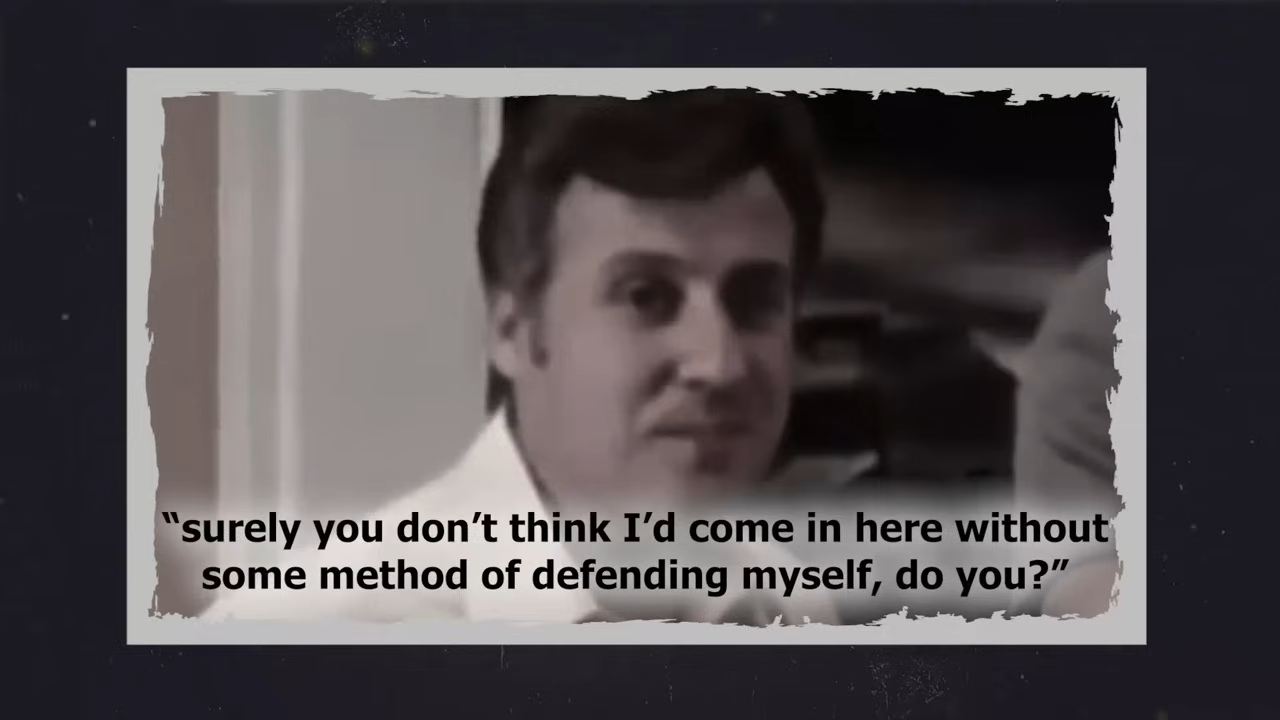 “surely you don’t think I’d come in here without
some method of defending myself, do you?”